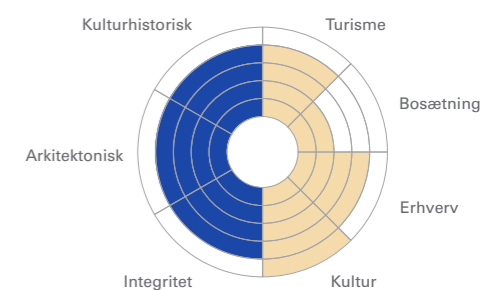 Kulturhistorisk
Turisme
Bosætning
Arkitektonisk
Erhverv
Integritet
Kultur